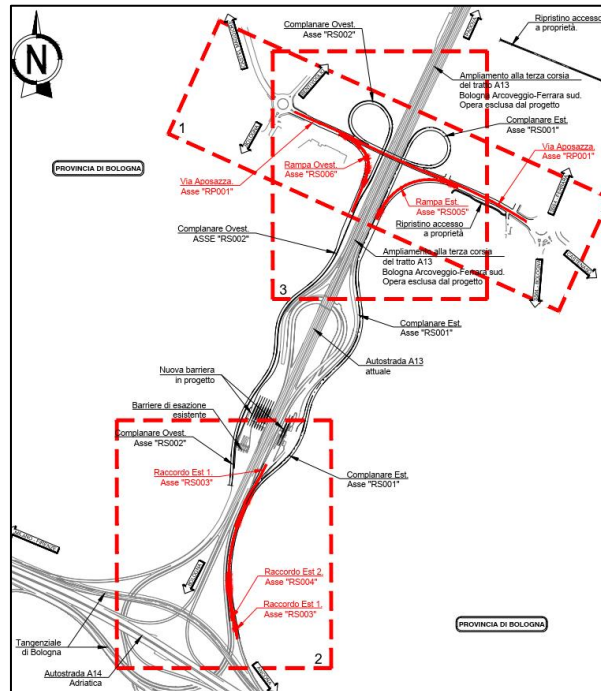 N
Complanare Ovest.
Asse "RS002"
Ripristino accesso
a proprietà.
Ampliamento alla terza corsia
del tratto A13
Bologna Arcoveggio-Ferrara sud.
Opera esclusa dal progetto
Complanare Est.
Asse "RS001"
1
PROVINCIA DI BOLOGNA
Via Aposazza.
Asse "RP001"
Rampa Ovest.
Asse "RS006"
Via Aposazza.
Asse "RP001"
Rampa Est.
Asse "RS005"
Ripristino accesso
a proprietà
Complanare Ovest.
ASSE "RS002"
Ampliamento alla terza corsia
del tratto A13
Bologna Arcoveggio-Ferrara sud.
Opera esclusa dal progetto
3
Complanare Est.
Asse "RS001"
Autostrada A13
attuale
Nuova barriera
in progetto
Barriere di esazione
esistente
Complanare Ovest.
Asse "RS002"
Raccordo Est 1.
Asse "RS003"
Complanare Est.
Asse "RS001"
Raccordo Est 2.
Asse "RS004"
Raccordo Est 1.
Asse "RS003"
PROVINCIA DI BOLOGNA
Tangenziale
di Bologna
Autostrada A14
Adriatica
2